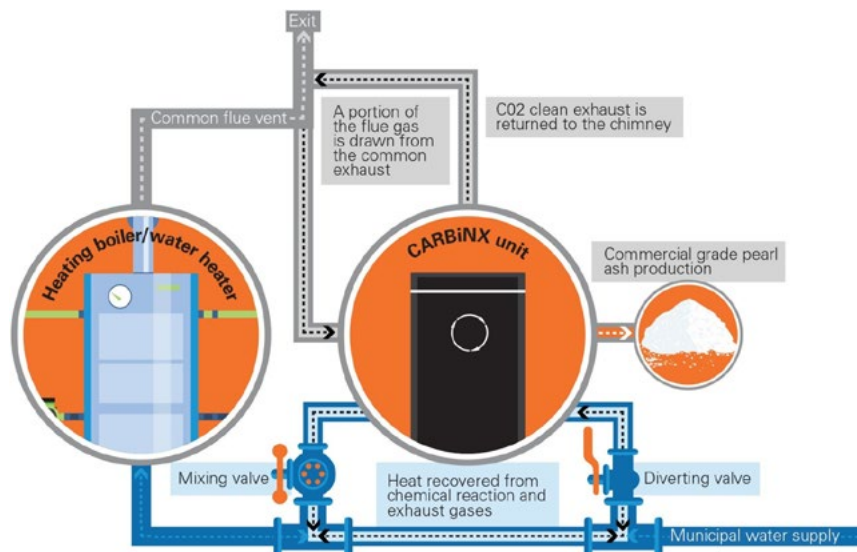 Exit
Common flue vent
A portion of
the flue gas
is drawn from
the common
exhaust
C02 clean exhaust is
returned to the chimney
Heating boiler/water heater
CARBiNX unit
Commercial grade pearl
ash production
Mixing valve
Heat recovered from
chemical reaction and
exhaust gases
Diverting valve
Municipal water supply